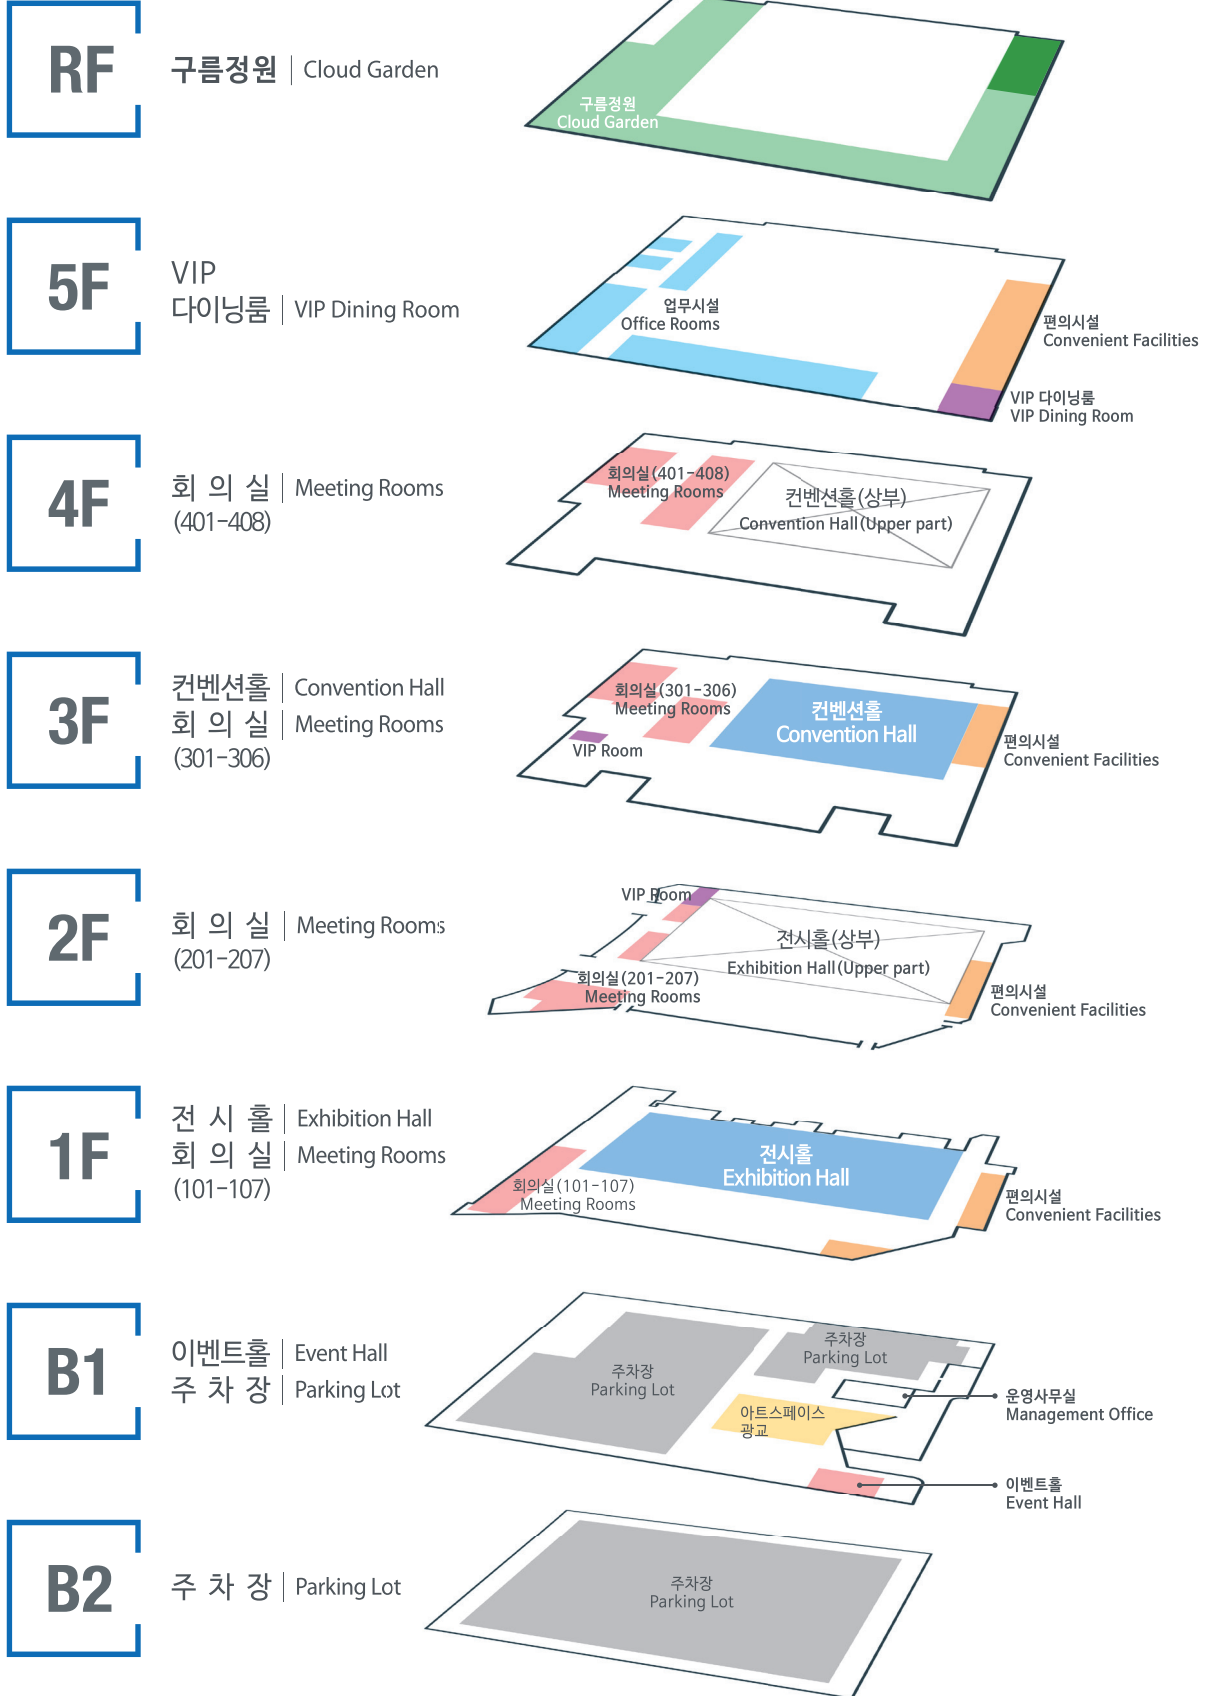 RF
구름정원 | Cloud Garden
구름정원
Cloud Garden
5F
VIP
다이닝룸 | VIP Dining Room
업무시설
Office Rooms
편의시설
Convenient Facilities
VIP 다이닝룸
VIP Dining Room
4F
회 의 실 | Meeting Rooms
(401-408)
회의실(401-408)
Meeting Rooms
컨벤션홀(상부)
Convention Hall(Upper part)
3F
컨벤션홀 | Convention Hall
회 의 실 | Meeting Rooms
(301-306)
회의실(301-306)
Meeting Rooms
VIP Room
컨벤션홀
Convention Hall
편의시설
Convenient Facilities
2F
회 의 실 | Meeting Rooms
(201-207)
VIP Room
전시홀(상부)
Exhibition Hall(Upper part)
회의실(201-207)
Meeting Rooms
편의시설
Convenient Facilities
1F
전 시 홀 | Exhibition Hall
회 의 실 | Meeting Rooms
(101-107)
전시홀
Exhibition Hall
회의실(101-107)
Meeting Rooms
편의시설
Convenient Facilities
B1
이벤트홀 | Event Hall
주 차 장 | Parking Lot
주차장
Parking Lot
주차장
Parking Lot
아트스페이스
광교
운영사무실
Management Office
이벤트홀
Event Hall
B2
주 차 장 | Parking Lot
주차장
Parking Lot